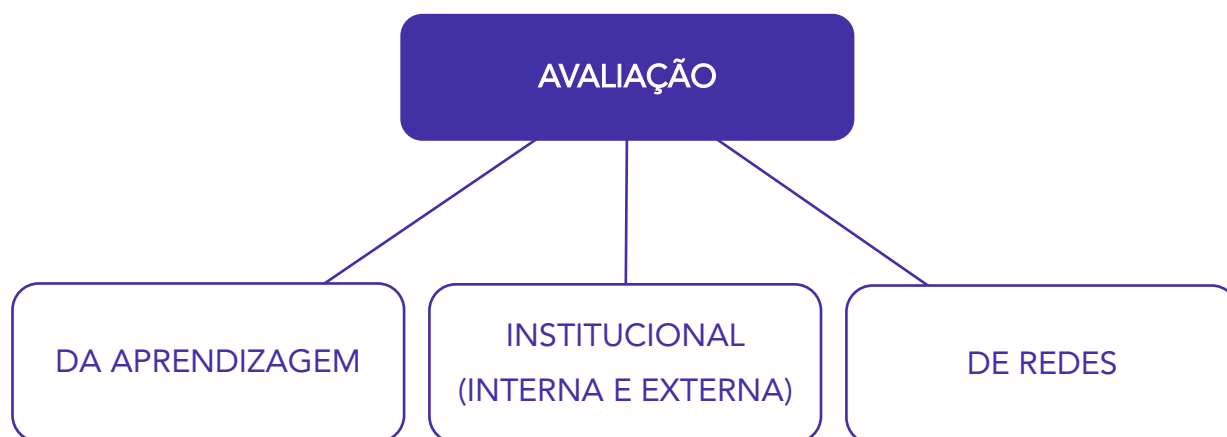 AVALIAÇÃO
DA APRENDIZAGEM
INSTITUCIONAL
(INTERNA E EXTERNA)
DE REDES